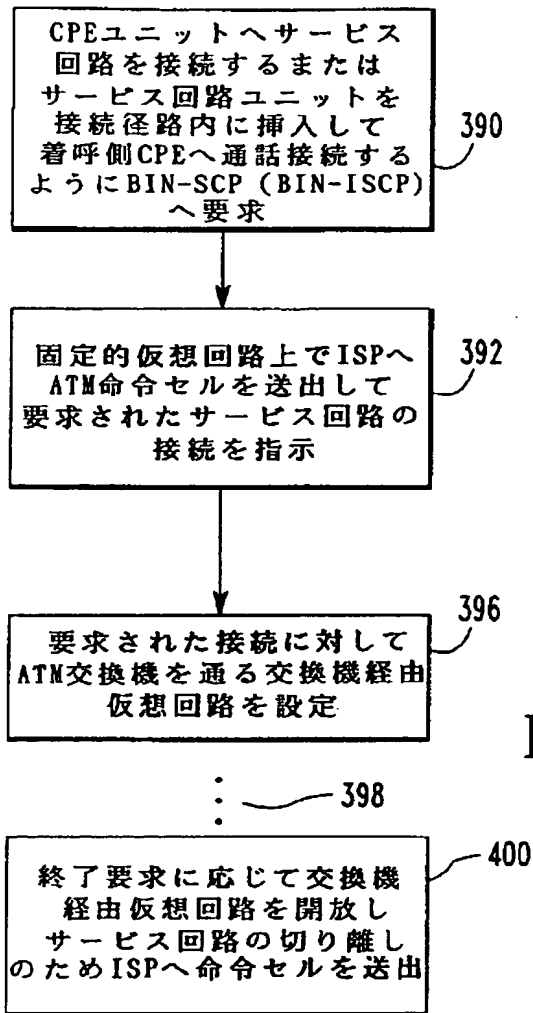 CPEユニットへサービス
回路を接続するまたは
サービス回路ユニットを
接続径路内に挿入して
着呼側CPEへ通話接続する
ようにBIN-SCP (BIN-ISCP)
へ要求
390
固定的仮想回路上でISPへ
ATM命令セルを送出して
要求されたサービス回路の
接続を指示
392
要求された接続に対して
ATM交換機を通る交換機経由
仮想回路を設定
396
398
終了要求に応じて交換機
経由仮想回路を開放し
サービス回路の切り離し
のためISPへ命令セルを送出
400